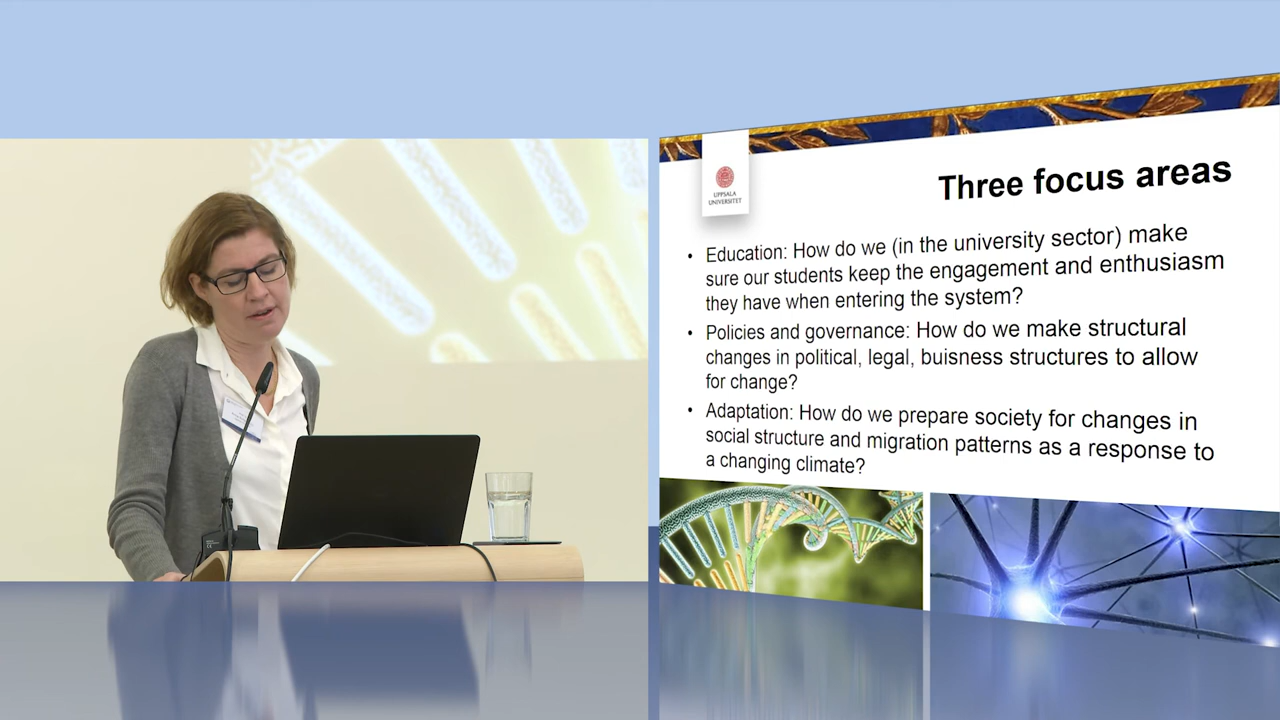 UPPSALA
UNIVERSITET
Three focus areas
• Education: How do we (in the university sector) make
sure our students keep the engagement and enthusiasm
they have when entering the system?
• Policies and governance: How do we make structural
changes in political, legal, buisness structures to allow
for change?
• Adaptation: How do we prepare society for changes in
social structure and migration patterns as a response to
a changing climate?